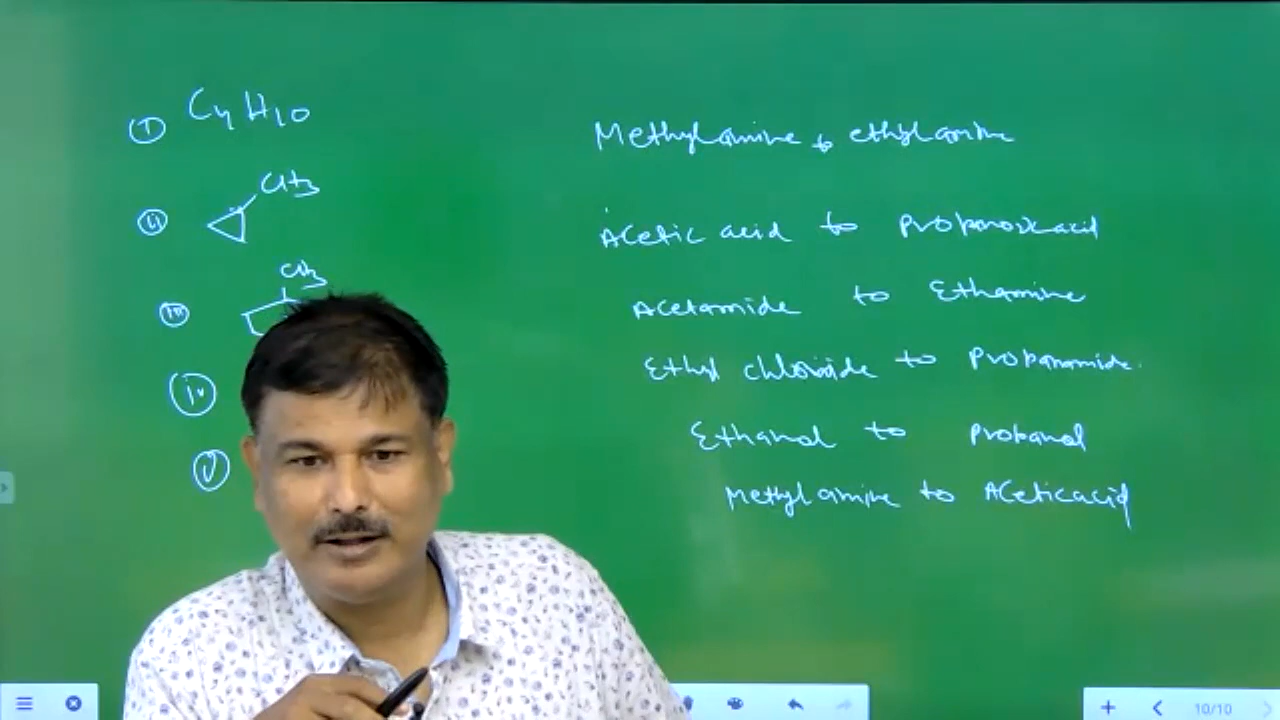 (I) C4H10
(II) CH3
(III) CH3
(IV)
(V)
Methylamine to ethylamine
Acetic acid to Propanoic acid
Acetamide to Ethamine
Ethyl chloride to propanamide.
Ethanol to propanol
Methylamine to Aceticacid
10/10